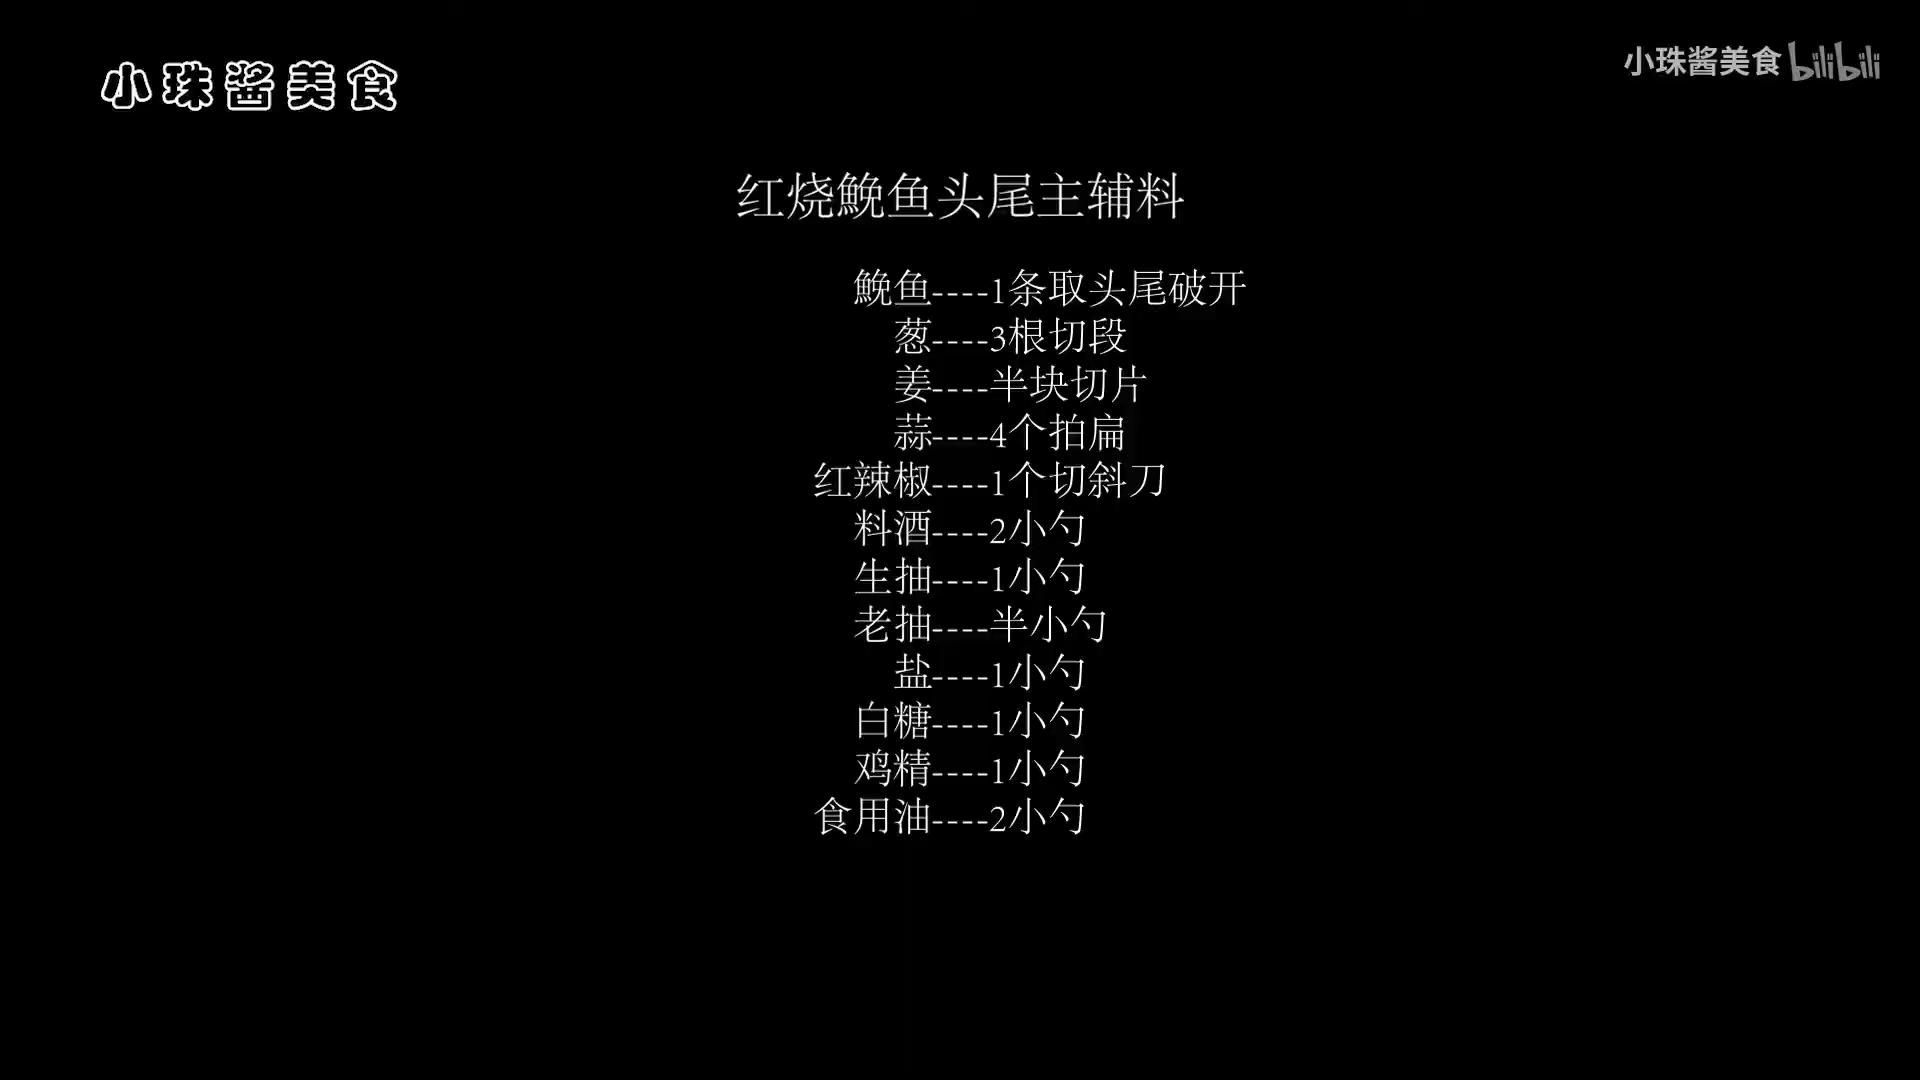 小珠酱美食
小珠酱美食 bilibili
红烧鮸鱼头尾主辅料
鮸鱼----1条取头尾破开
葱----3根切段
姜----半块切片
蒜----4个拍扁
红辣椒----1个切斜刀
料酒----2小勺
生抽----1小勺
老抽----半小勺
盐----1小勺
白糖----1小勺
鸡精----1小勺
食用油----2小勺